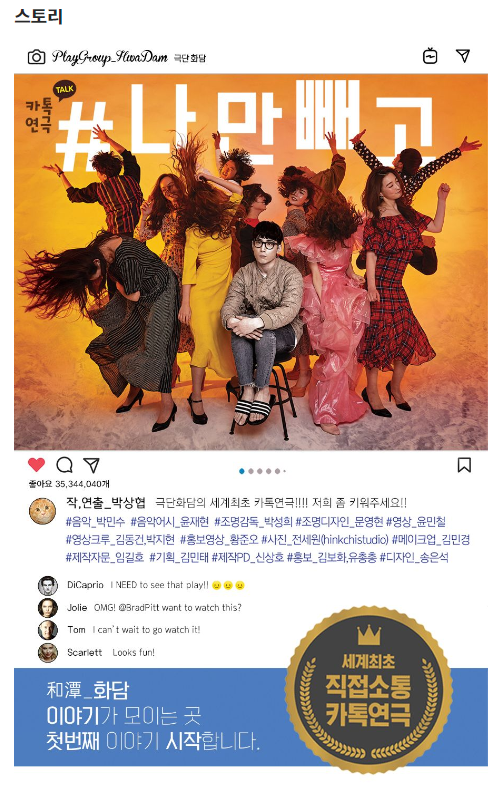 스토리
PlayGroup_HwaDam 극단 화담
카톡
연극
TALK
#나만빼고
좋아요 35,344,040개
작,연출_박상협 극단화담의 세계최초 카톡연극!!!! 저희 좀 키워주세요!!
#음악_박민수 #음악어시_윤재현 #조명감독_박성희 #조명디자인_문영현 #영상_윤민철
#영상크루_김동건,박지현 #홍보영상_황준오 #사진_전세원(hinkchistudio) #메이크업_김민경
#제작자문_임길호 #기획_김민태 #제작PD_신상호 #홍보_김보화,유총총 #디자인_송은석
DiCaprio I NEED to see that play!! 😑😑😑
Jolie OMG! @BradPitt want to watch this?
Tom I can't wait to go watch it!
Scarlett Looks fun!
和潭_화담
이야기가 모이는 곳
첫번째 이야기 시작합니다.
세계최초
직접소통
카톡연극